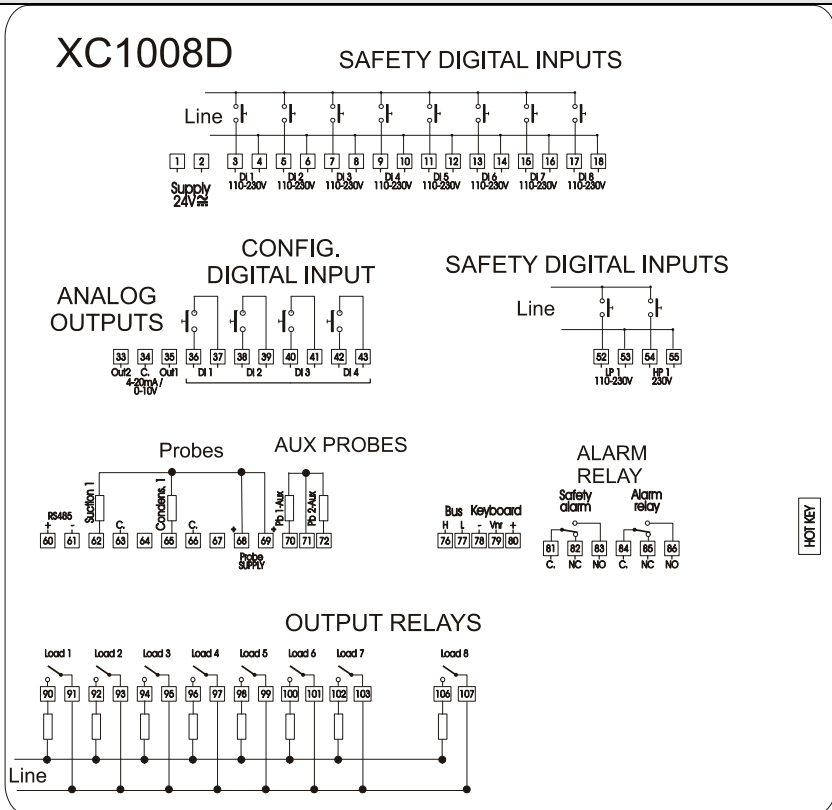 XC1008D
SAFETY DIGITAL INPUTS
Line
1 2 3 4 5 6 7 8 9 10 11 12 13 14 15 16 17 18
Supply
24V
DI 1 DI 2 DI 3 DI 4 DI 5 DI 6 DI 7 DI 8
110-230V 110-230V 110-230V 110-230V 110-230V 110-230V 110-230V 110-230V
CONFIG.
DIGITAL INPUT
ANALOG
OUTPUTS
33 34 35 36 37 38 39 40 41 42 43
Out2 C. Out1 DI 1 DI 2 DI 3 DI 4
4-20mA /
0-10V
SAFETY DIGITAL INPUTS
Line
52 53 54 55
LP 1 HP 1
110-230V 230V
Probes
AUX PROBES
Suction 1
Condens. 1
Pb 1-Aux
Pb 2-Aux
RS485
+ - C. C. + +
60 61 62 63 64 65 66 67 68 69 70 71 72
Probe
SUPPLY
Bus Keyboard
H L - Vnr +
76 77 78 79 80
ALARM
RELAY
Safety
alarm
Alarm
relay
81 82 83 84 85 86
C. NC NO C. NC NO
HOT KEY
OUTPUT RELAYS
Load 1 Load 2 Load 3 Load 4 Load 5 Load 6 Load 7 Load 8
90 91 92 93 94 95 96 97 98 99 100 101 102 103 106 107
Line